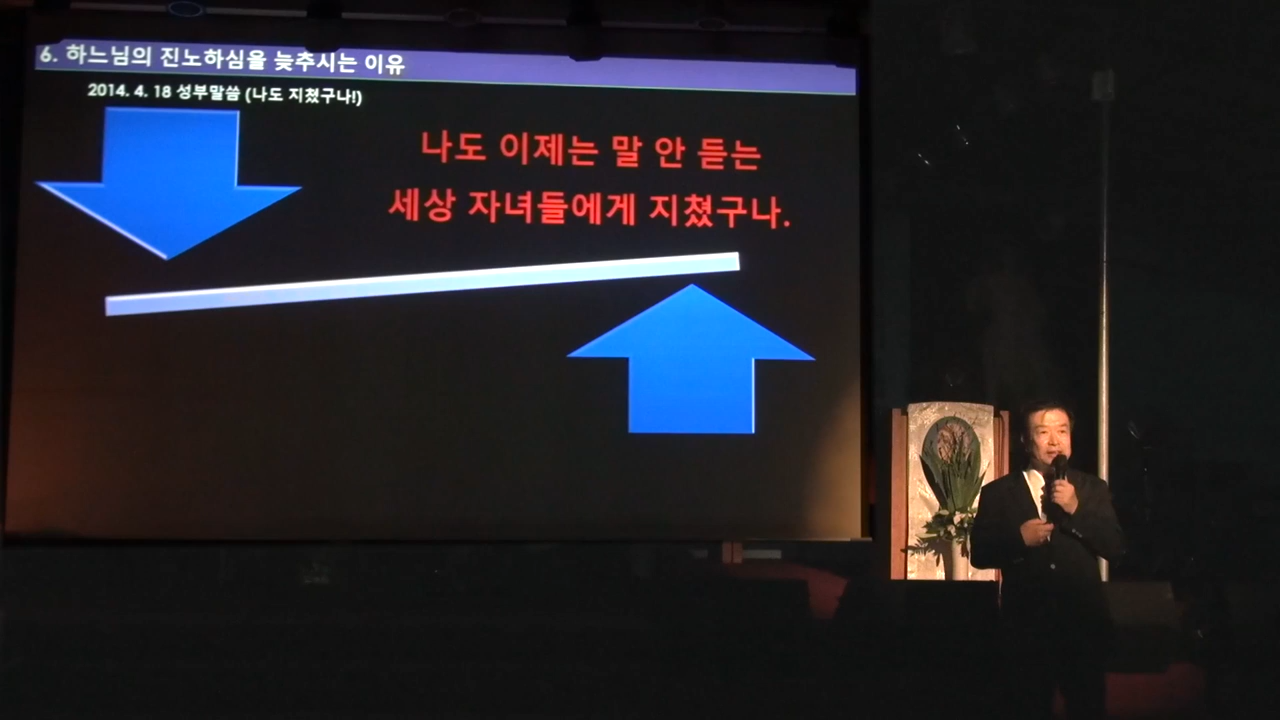 6. 하느님의 진노하심을 늦추시는 이유
2014. 4. 18 성부말씀 (나도 지쳤구나!)
나도 이제는 말 안 듣는
세상 자녀들에게 지쳤구나.